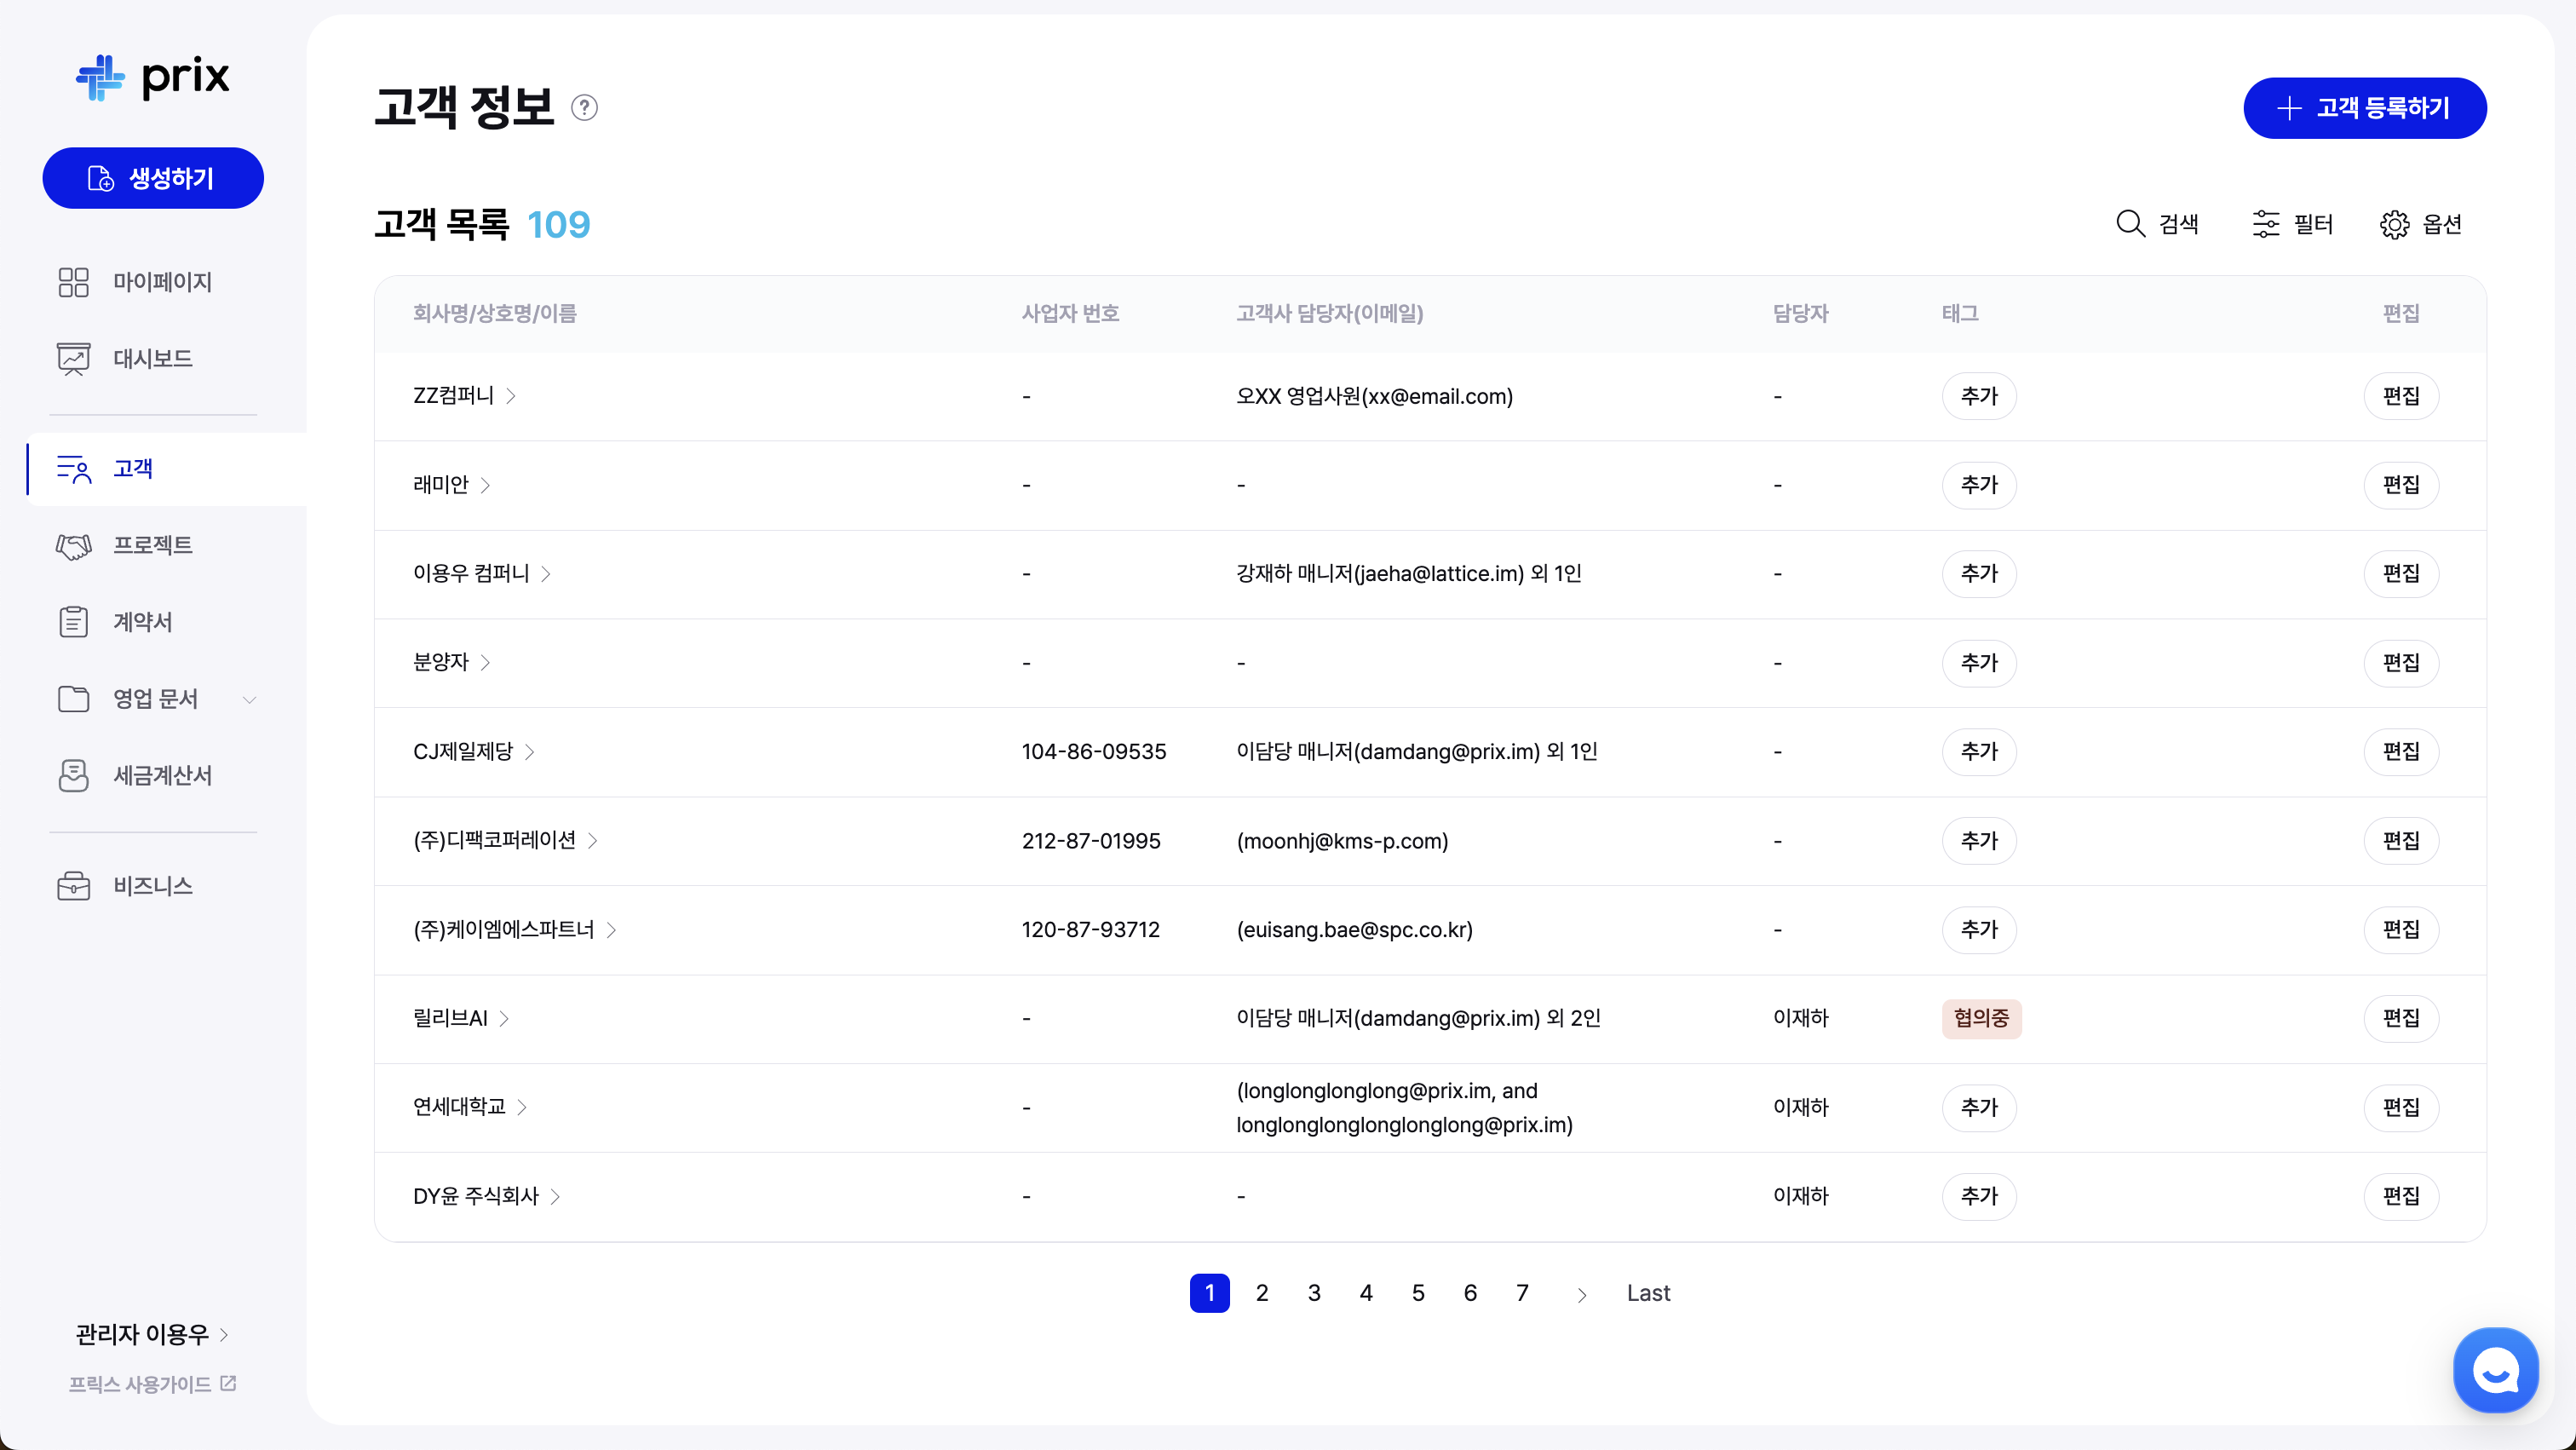 prix
생성하기
마이페이지
대시보드
고객
프로젝트
계약서
영업 문서
세금계산서
비즈니스
관리자 이용우
프릭스 사용가이드
고객 정보 ?
고객 등록하기
고객 목록 109
검색 필터 옵션
회사명/상호명/이름 사업자 번호 고객사 담당자(이메일) 담당자 태그 편집
ZZ컴퍼니 - 오XX 영업사원(xx@email.com) - 추가 편집
래미안 - - - 추가 편집
이용우 컴퍼니 - 강재하 매니저(jaeha@lattice.im) 외 1인 - 추가 편집
분양자 - - - 추가 편집
CJ제일제당 104-86-09535 이담당 매니저(damdang@prix.im) 외 1인 - 추가 편집
(주)디팩코퍼레이션 212-87-01995 (moonhj@kms-p.com) - 추가 편집
(주)케이엠에스파트너 120-87-93712 (euisang.bae@spc.co.kr) - 추가 편집
릴리브AI - 이담당 매니저(damdang@prix.im) 외 2인 이재하 협의중 편집
연세대학교 - (longlonglonglong@prix.im, and
longlonglonglonglonglong@prix.im) 이재하 추가 편집
DY윤 주식회사 - - 이재하 추가 편집
1 2 3 4 5 6 7 > Last